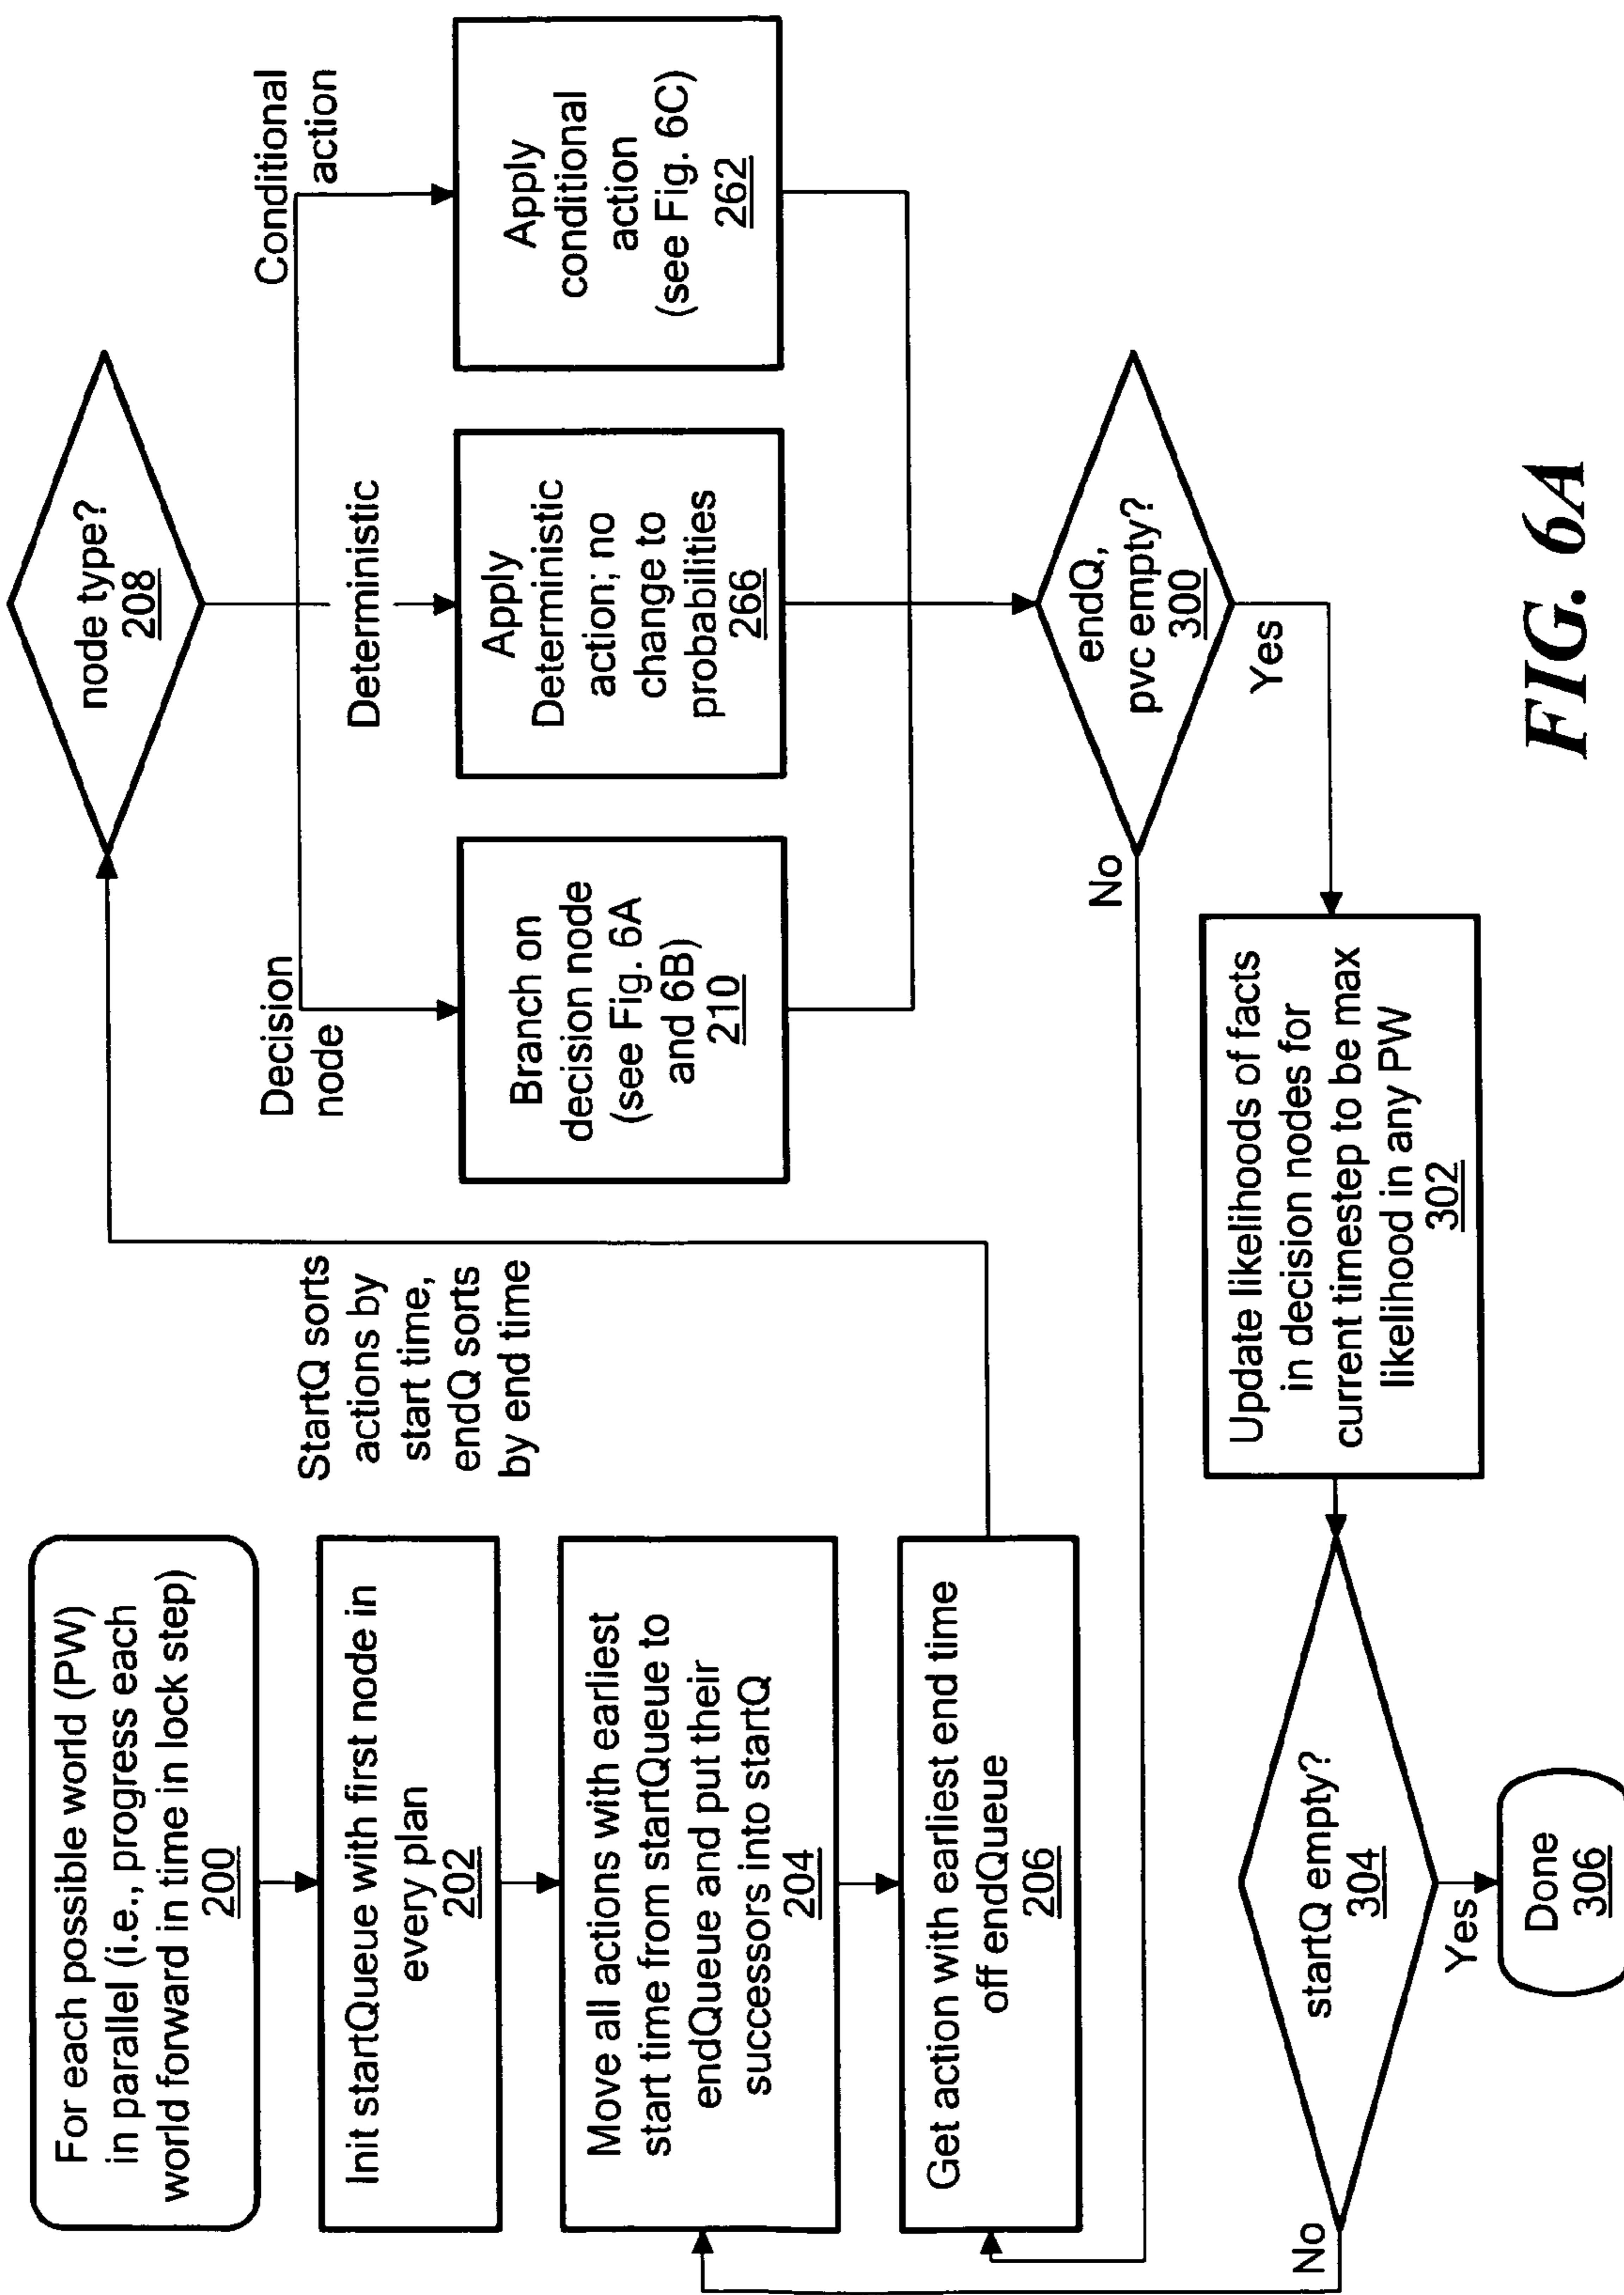 For each possible world (PW)
in parallel (i.e., progress each
world forward in time in lock step)
200
Init startQueue with first node in
every plan
202
Move all actions with earliest
start time from startQueue to
endQueue and put their
successors into startQ
204
Get action with earliest end time
off endQueue
206
StartQ sorts
actions by
start time,
endQ sorts
by end time
node type?
208
Decision
node
Deterministic
Conditional
action
Branch on
decision node
(see Fig. 6A
and 6B)
210
Apply
Deterministic
action; no
change to
probabilities
266
Apply
conditional
action
(see Fig. 6C)
262
endQ,
pvc empty?
300
No
Yes
Update likelihoods of facts
in decision nodes for
current timestep to be max
likelihood in any PW
302
startQ empty?
304
No
Yes
Done
306
FIG. 6A